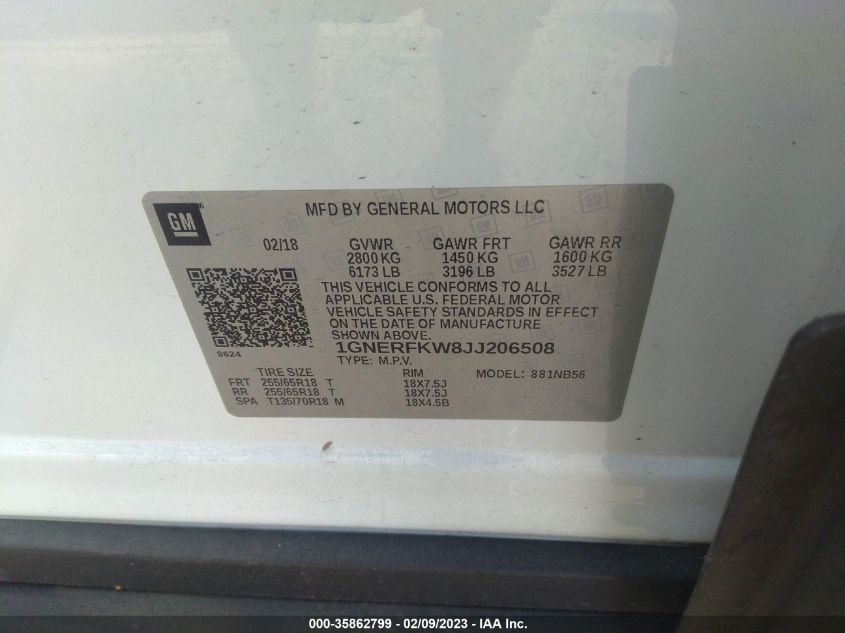 GM
MFD BY GENERAL MOTORS LLC
02/18 GVWR GAWR FRT GAWR RR
2800 KG 1450 KG 1600 KG
6173 LB 3196 LB 3527 LB
THIS VEHICLE CONFORMS TO ALL
APPLICABLE U.S. FEDERAL MOTOR
VEHICLE SAFETY STANDARDS IN EFFECT
ON THE DATE OF MANUFACTURE
SHOWN ABOVE.
8624 1GNERFKW8JJ206508
TYPE: M.P.V.
TIRE SIZE RIM MODEL: 881NB56
FRT 255/65R18 T 18X7.5J
RR 255/65R18 T 18X7.5J
SPA T135/70R18 M 18X4.5B
000-35862799 - 02/09/2023 - IAA Inc.